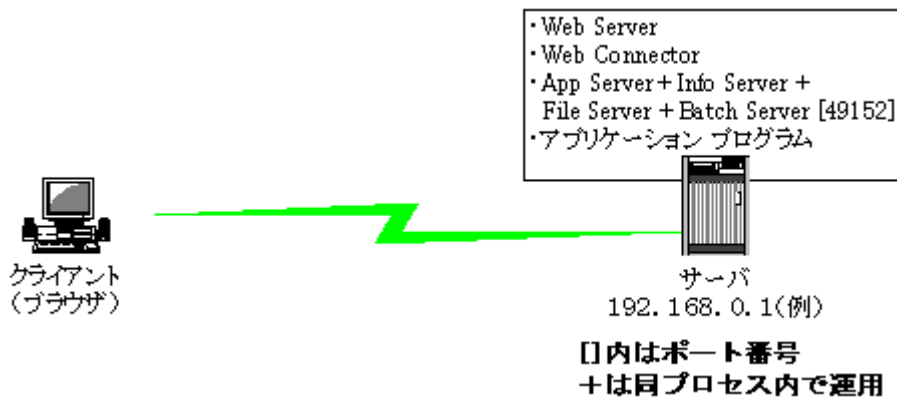 ・Web Server
・Web Connector
・App Server+Info Server+
File Server+Batch Server [49152]
・アプリケーション プログラム
クライアント
(ブラウザ)
サーバ
192.168.0.1(例)
[]内はポート番号
+は同プロセス内で運用